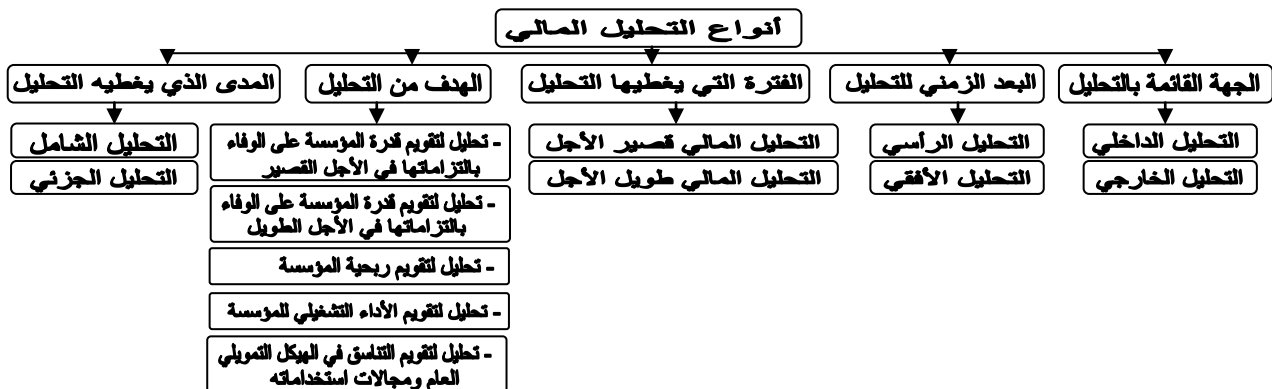 أنواع التحليل المالي
الجهة القائمة بالتحليل
البعد الزمني للتحليل
الفترة التي يغطيها التحليل
الهدف من التحليل
المدى الذي يغطيه التحليل
التحليل الداخلي
التحليل الخارجي
التحليل الرأسي
التحليل الأفقي
التحليل المالي قصير الأجل
التحليل المالي طويل الأجل
- تحليل لتقويم قدرة المؤسسة على الوفاء
بالتزاماتها في الأجل القصير
- تحليل لتقويم قدرة المؤسسة على الوفاء
بالتزاماتها في الأجل الطويل
- تحليل لتقويم ربحية المؤسسة
- تحليل لتقويم الأداء التشغيلي للمؤسسة
- تحليل لتقويم التناسق في الهيكل التمويلي
العام ومجالات استخداماته
التحليل الشامل
التحليل الجزئي